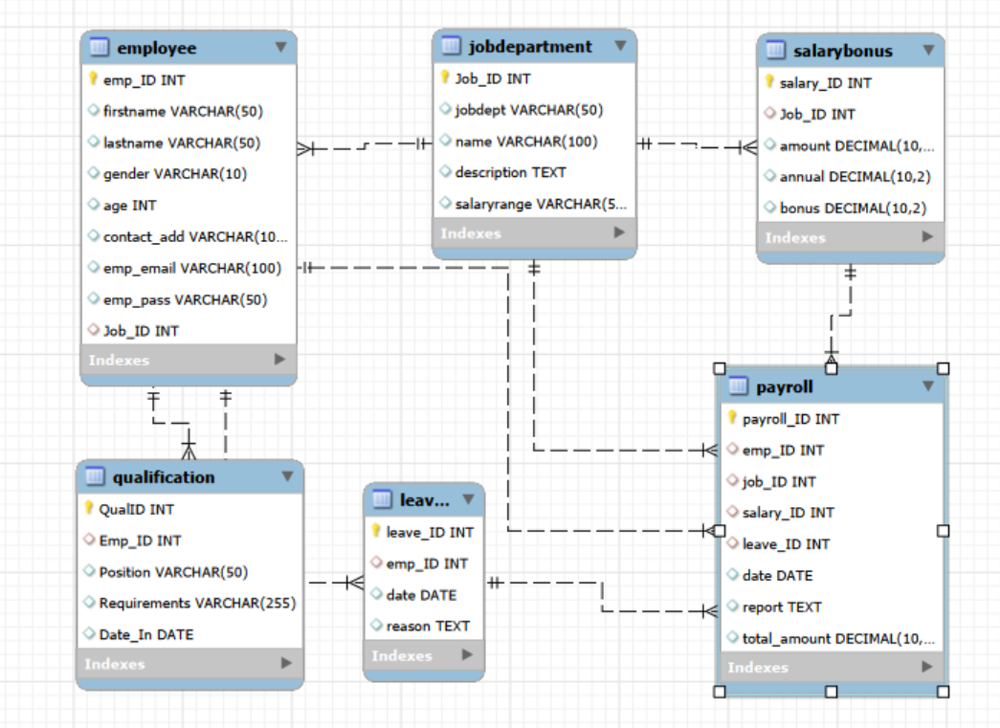 employee
emp_ID INT
firstname VARCHAR(50)
lastname VARCHAR(50)
gender VARCHAR(10)
age INT
contact_add VARCHAR(10...
emp_email VARCHAR(100)
emp_pass VARCHAR(50)
Job_ID INT
Indexes
jobdepartment
Job_ID INT
jobdept VARCHAR(50)
name VARCHAR(100)
description TEXT
salaryrange VARCHAR(5...
Indexes
salarybonus
salary_ID INT
Job_ID INT
amount DECIMAL(10,...
annual DECIMAL(10,2)
bonus DECIMAL(10,2)
Indexes
qualification
QualID INT
Emp_ID INT
Position VARCHAR(50)
Requirements VARCHAR(255)
Date_In DATE
Indexes
leav...
leave_ID INT
emp_ID INT
date DATE
reason TEXT
Indexes
payroll
payroll_ID INT
emp_ID INT
job_ID INT
salary_ID INT
leave_ID INT
date DATE
report TEXT
total_amount DECIMAL(10,...
Indexes